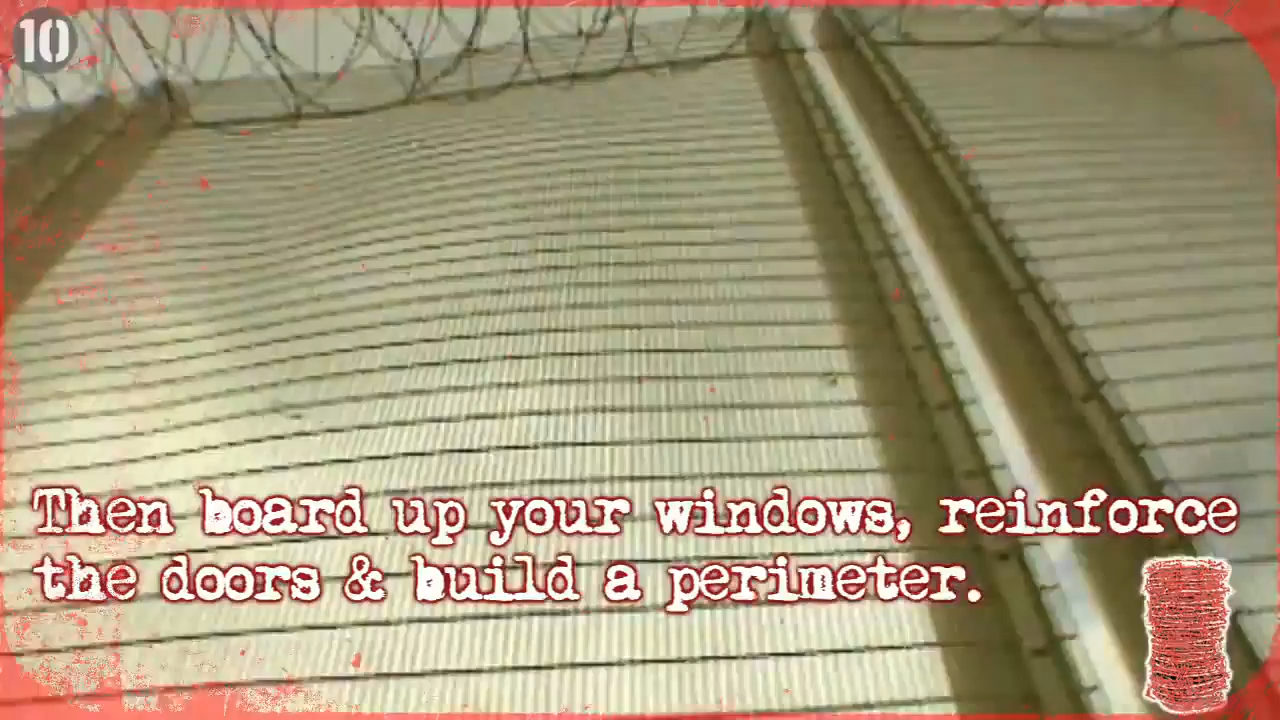 10
Then board up your windows, reinforce
the doors & build a perimeter.